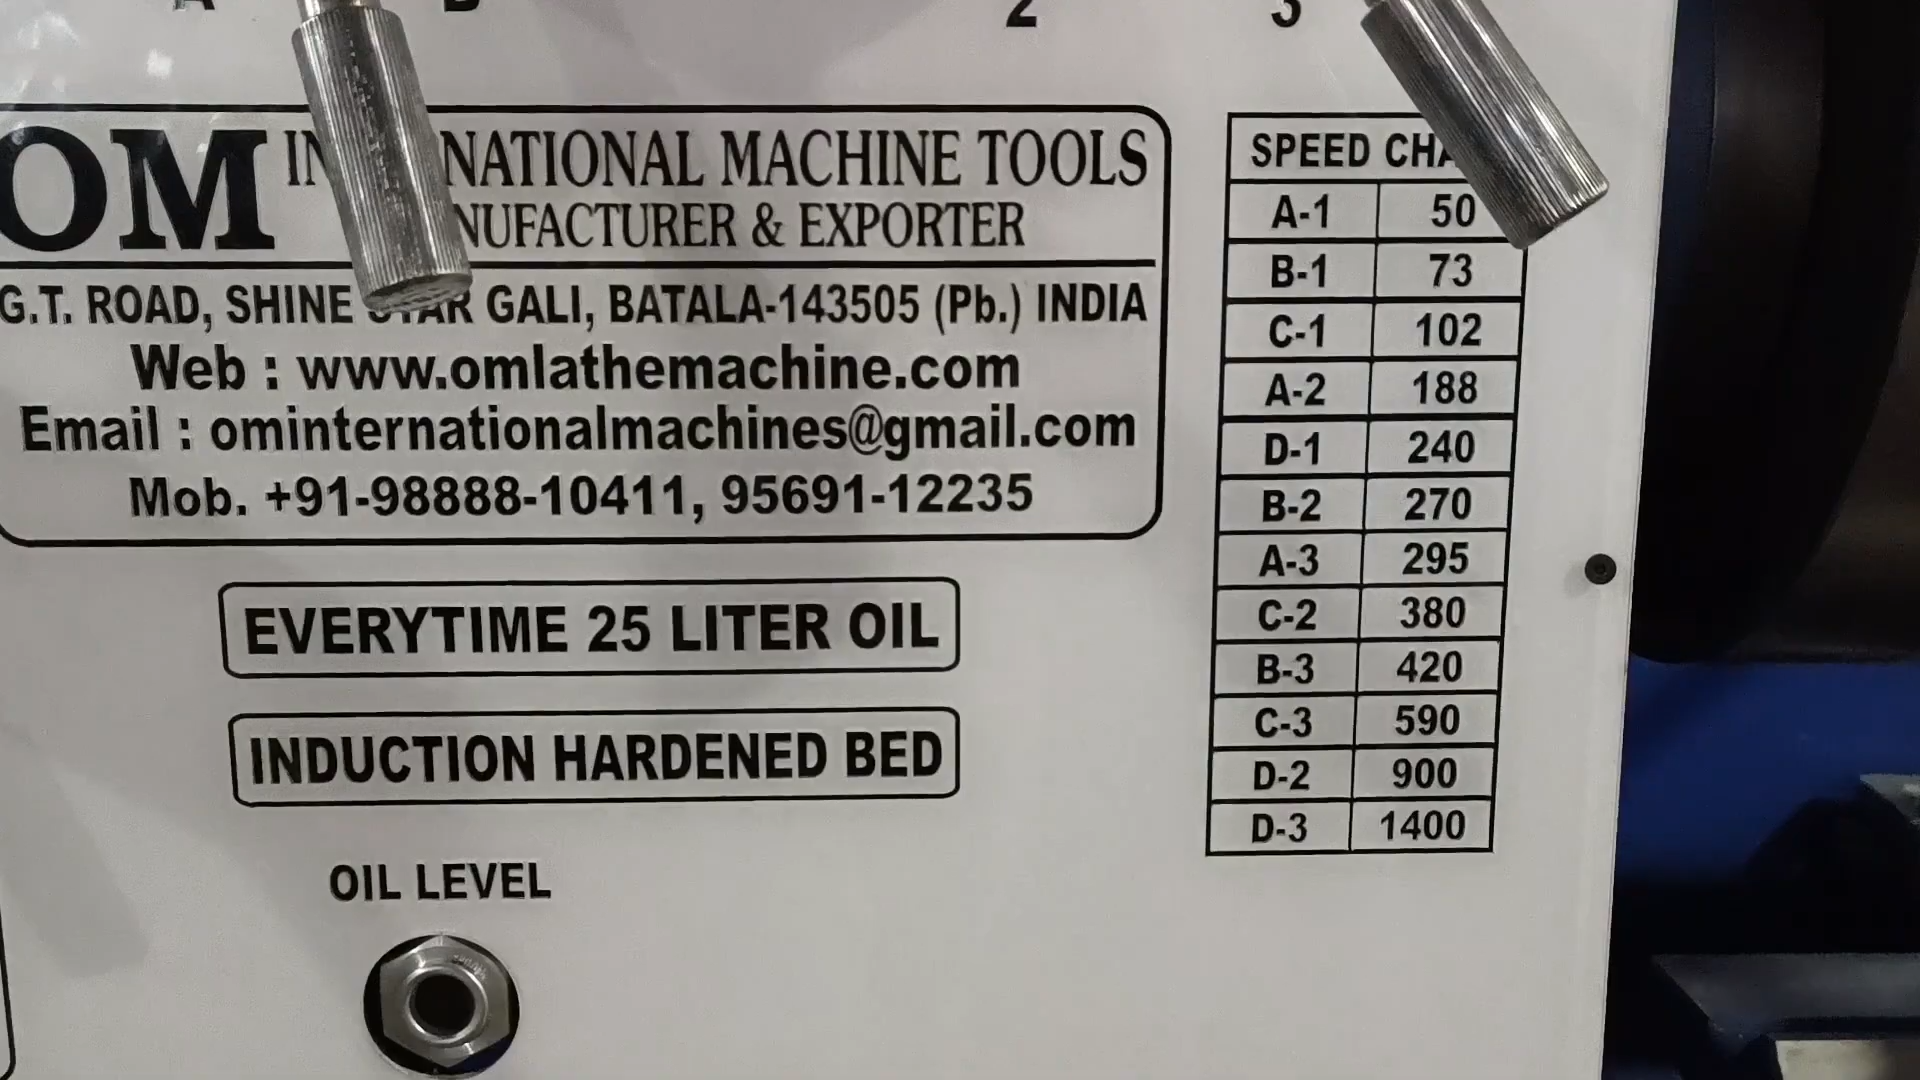 2 3
OM
NATIONAL MACHINE TOOLS
& EXPORTER
G.T. ROAD, SHINE GALI, BATALA-143505 (Pb.) INDIA
Web : www.omlathemachine.com
Email : ominternationalmachines@gmail.com
Mob. +91-98888-10411, 95691-12235
EVERYTIME 25 LITER OIL
INDUCTION HARDENED BED
OIL LEVEL
SPEED
A-1 50
B-1 73
C-1 102
A-2 188
D-1 240
B-2 270
A-3 295
C-2 380
B-3 420
C-3 590
D-2 900
D-3 1400